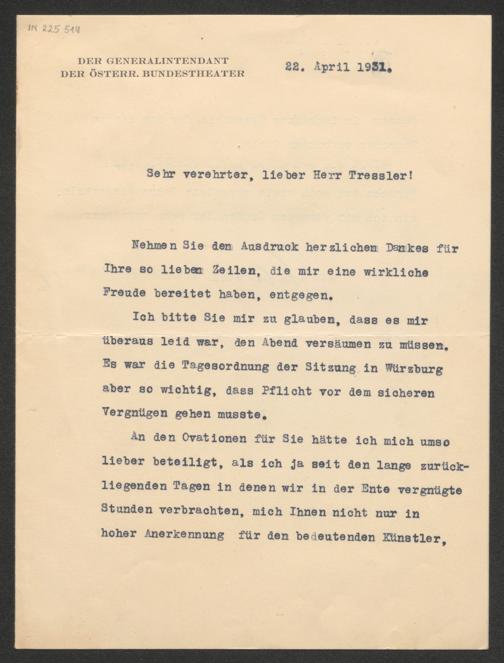 IN 225 514
DER GENERALINTENDANT
DER ÖSTERR. BUNDESTHEATER
22. April 1931.
Sehr verehrter, lieber Herr Tressler!
Nehmen Sie den Ausdruck herzlichen Dankes für
Ihre so lieben Zeilen, die mir eine wirkliche
Freude bereitet haben, entgegen.
Ich bitte Sie mir zu glauben, dass es mir
überaus leid war, den Abend versäumen zu müssen.
Es war die Tagesordnung der Sitzung in Würzburg
aber so wichtig, dass Pflicht vor dem sicheren
Vergnügen gehen musste.
An den Ovationen für Sie hätte ich mich umso
lieber beteiligt, als ich ja seit den lange zurück-
liegenden Tagen in denen wir in der Ente vergnügte
Stunden verbrachten, mich Ihnen nicht nur in
hoher Anerkennung für den bedeutenden Künstler,